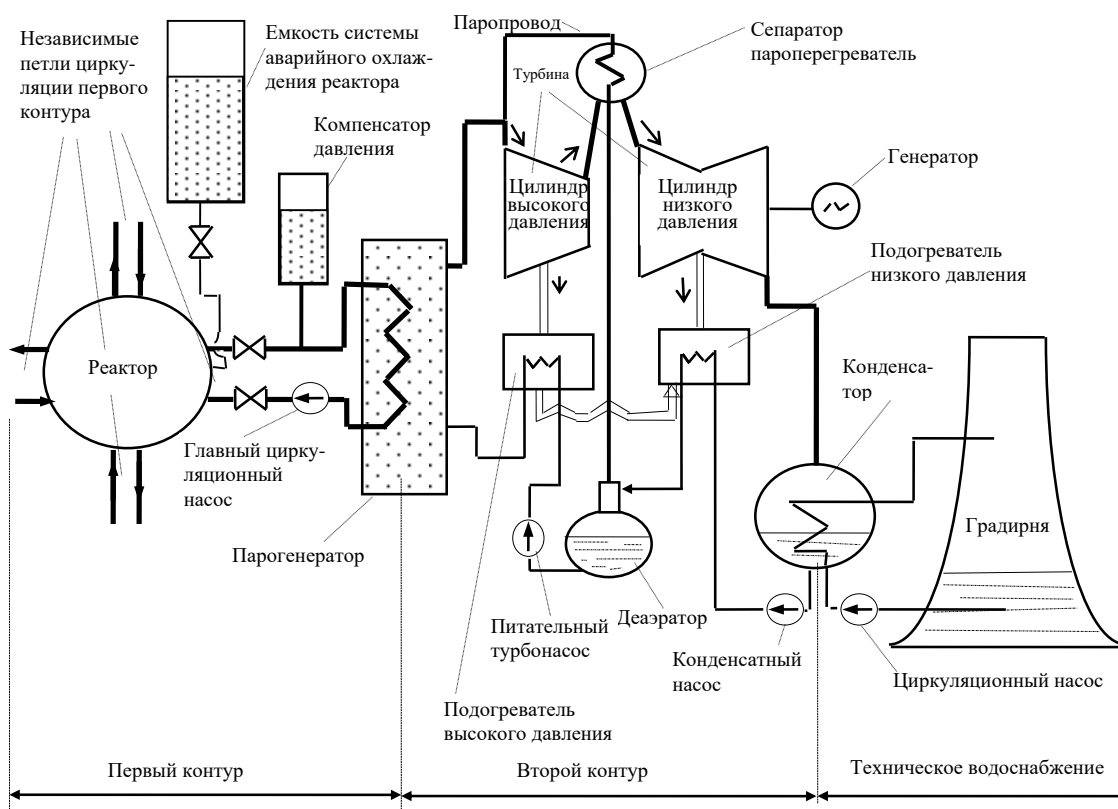 Независимые
петли цирку-
ляции первого
контура
Емкость системы
аварийного охлаж-
дения реактора
Компенсатор
давления
Паропровод
Турбина
Сепаратор
пароперегреватель
Цилиндр
высокого
давления
Цилиндр
низкого
давления
Генератор
Подогреватель
низкого давления
Реактор
Конденса-
тор
Главный цирку-
ляционный
насос
Парогенератор
Градирня
Питательный
турбонасос
Деаэратор
Конденсатный
насос
Циркуляционный насос
Подогреватель
высокого давления
Первый контур
Второй контур
Техническое водоснабжение